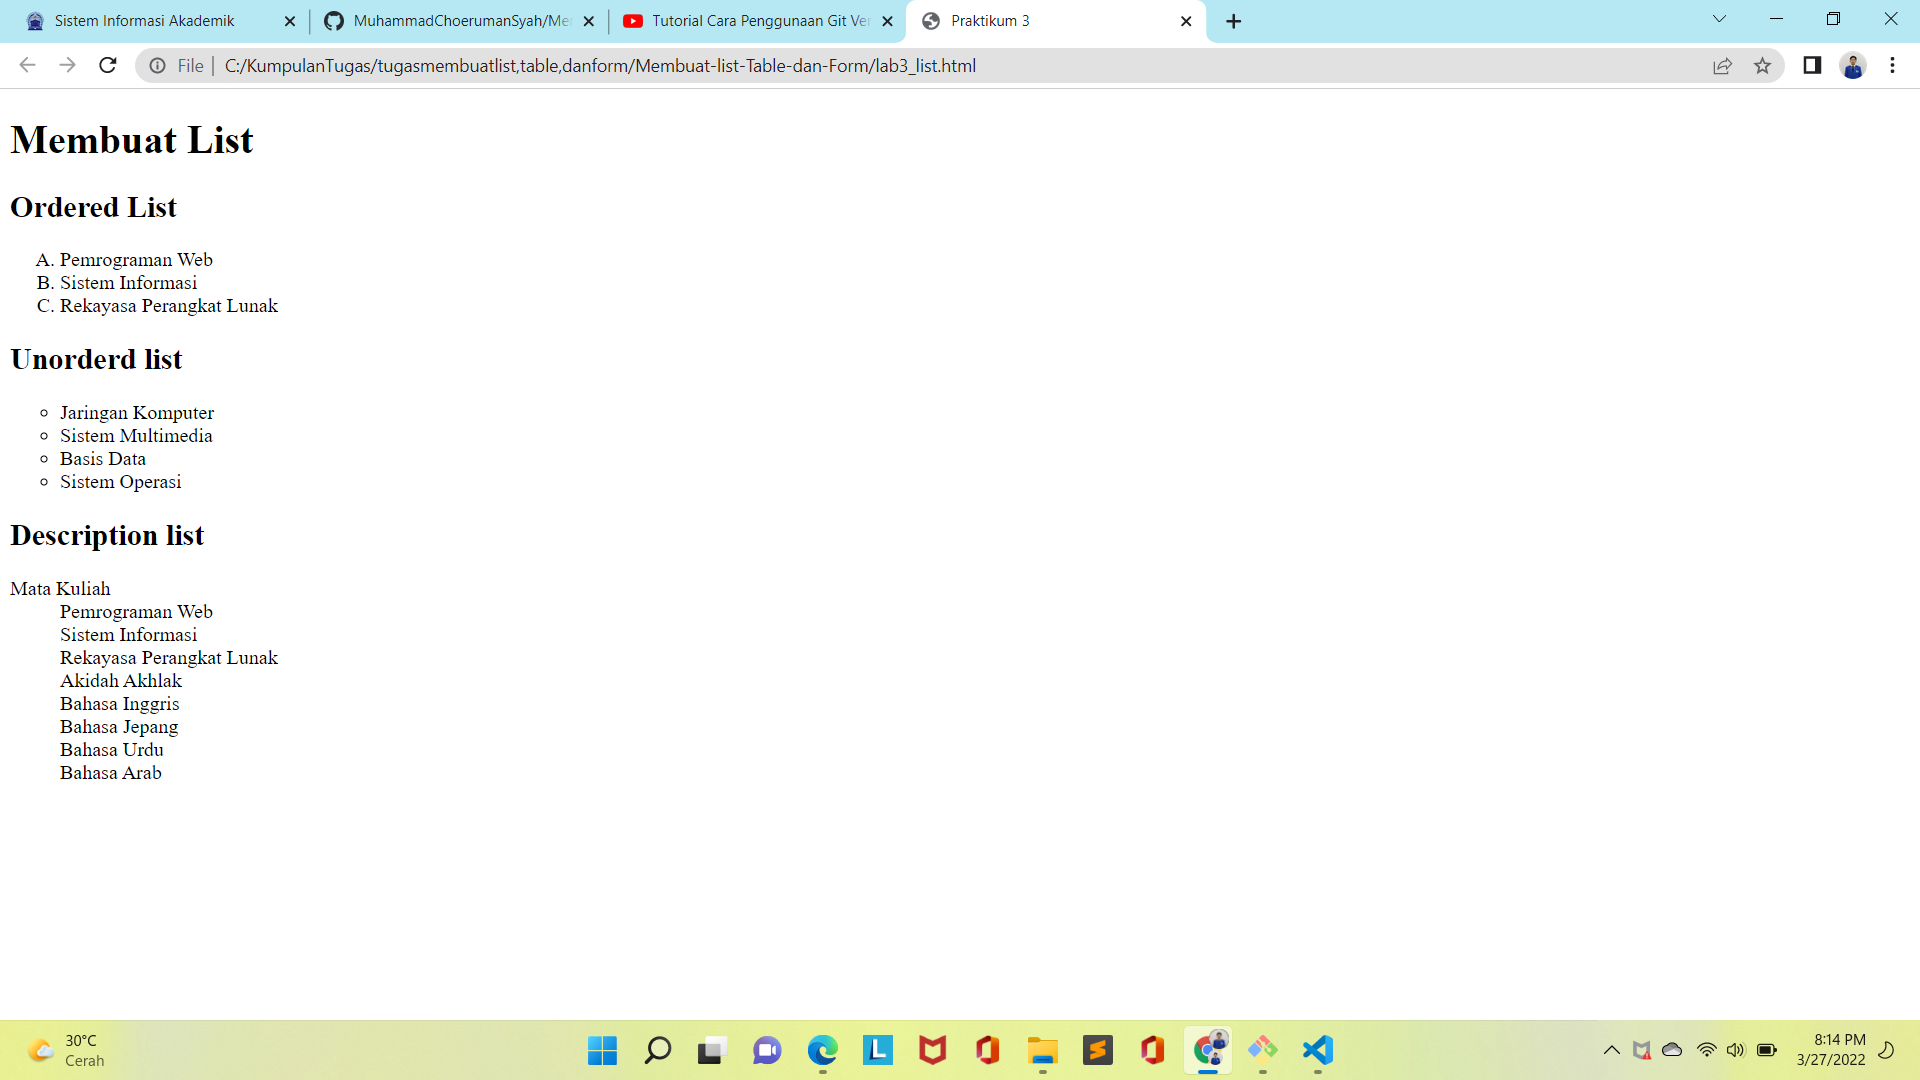 Sistem Informasi Akademik
MuhammadChoerumanSyah/Me
Tutorial Cara Penggunaan Git Ver
Praktikum 3
File
C:/KumpulanTugas/tugasmembuatlist,table,danform/Membuat-list-Table-dan-Form/lab3_list.html
Membuat List
Ordered List
A. Pemrograman Web
B. Sistem Informasi
C. Rekayasa Perangkat Lunak
Unorderd list
Jaringan Komputer
Sistem Multimedia
Basis Data
Sistem Operasi
Description list
Mata Kuliah
Pemrograman Web
Sistem Informasi
Rekayasa Perangkat Lunak
Akidah Akhlak
Bahasa Inggris
Bahasa Jepang
Bahasa Urdu
Bahasa Arab
30°C
Cerah
8:14 PM
3/27/2022